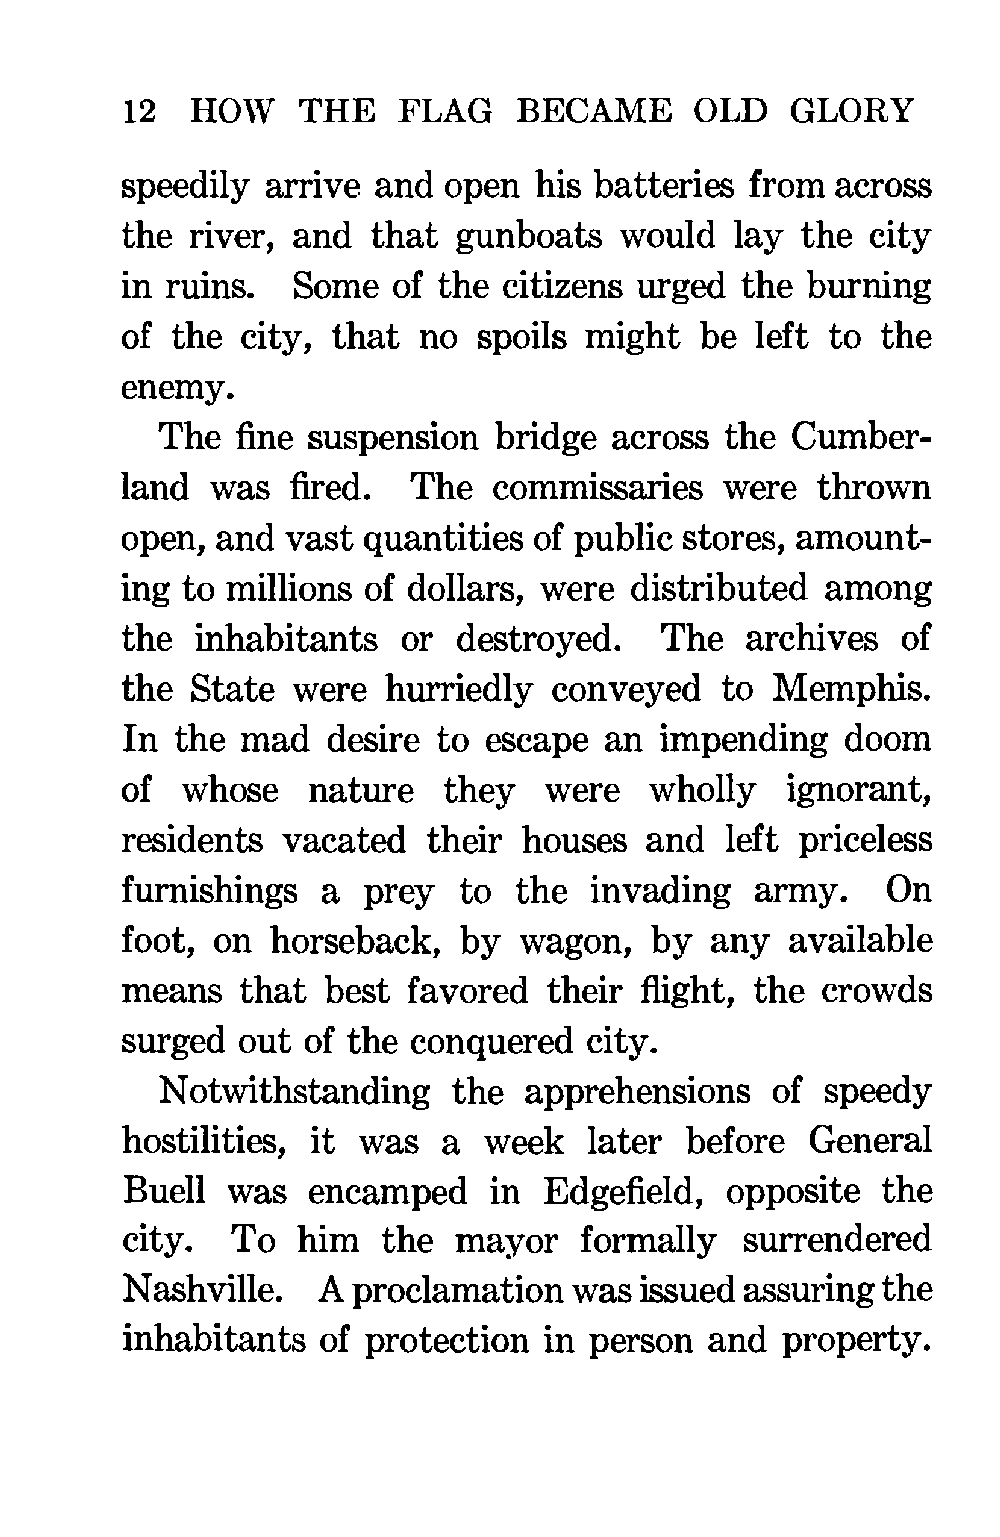 12 HOW THE FLAG BECAME OLD GLORY
speedily arrive and open his batteries from across
the river, and that gunboats would lay the city
in ruins. Some of the citizens urged the burning
of the city, that no spoils might be left to the
enemy.
The fine suspension bridge across the Cumber-
land was fired. The commissaries were thrown
open, and vast quantities of public stores, amount-
ing to millions of dollars, were distributed among
the inhabitants or destroyed. The archives of
the State were hurriedly conveyed to Memphis.
In the mad desire to escape an impending doom
of whose nature they were wholly ignorant,
residents vacated their houses and left priceless
furnishings a prey to the invading army. On
foot, on horseback, by wagon, by any available
means that best favored their flight, the crowds
surged out of the conquered city.
Notwithstanding the apprehensions of speedy
hostilities, it was a week later before General
Buell was encamped in Edgefield, opposite the
city. To him the mayor formally surrendered
Nashville. A proclamation was issued assuring the
inhabitants of protection in person and property.